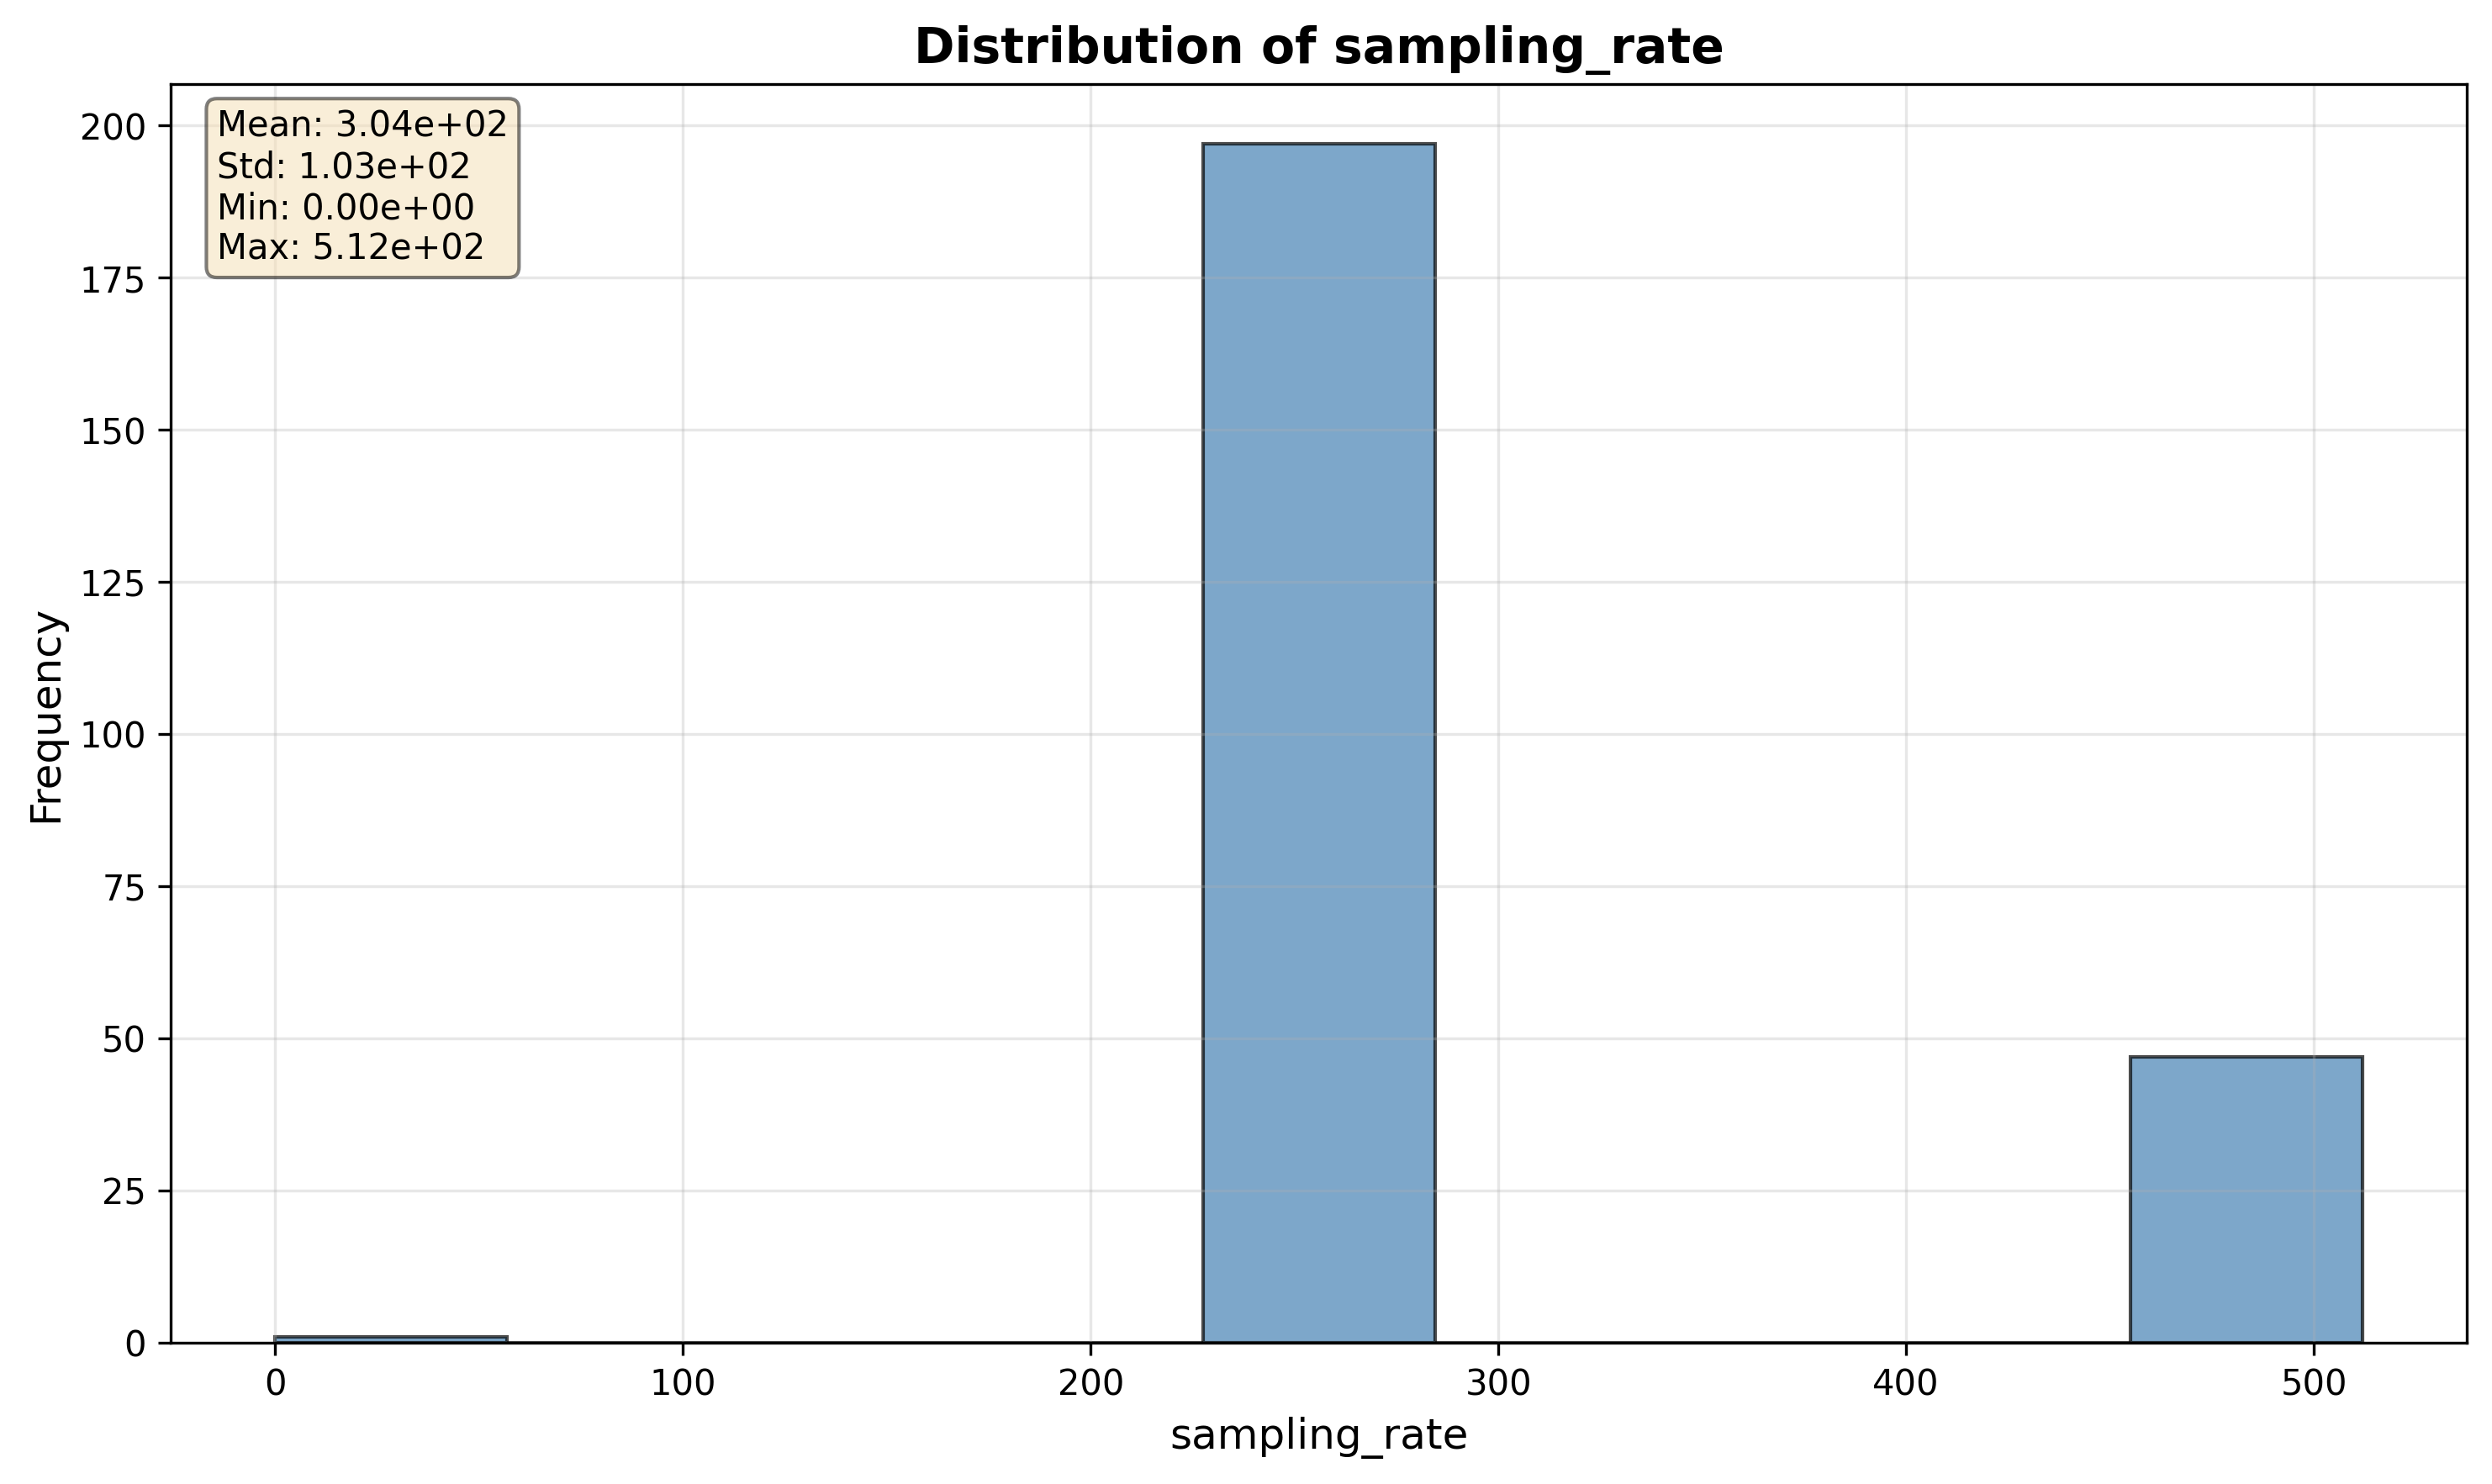 Distribution of sampling_rate
Mean: 3.04e+02
Std: 1.03e+02
Min: 0.00e+00
Max: 5.12e+02
200
175
150
125
100
75
50
25
0
Frequency
0 100 200 300 400 500
sampling_rate